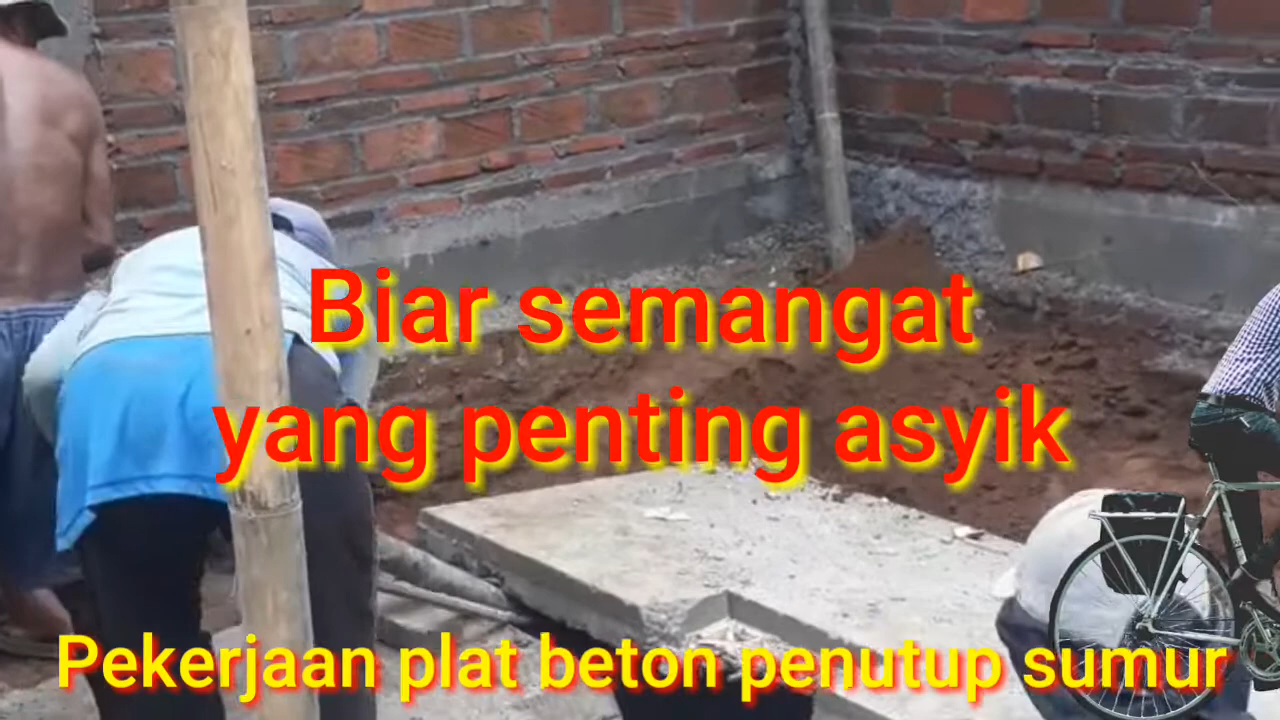 Biar semangat
yang penting asyik
Pekerjaan plat beton penutup sumur